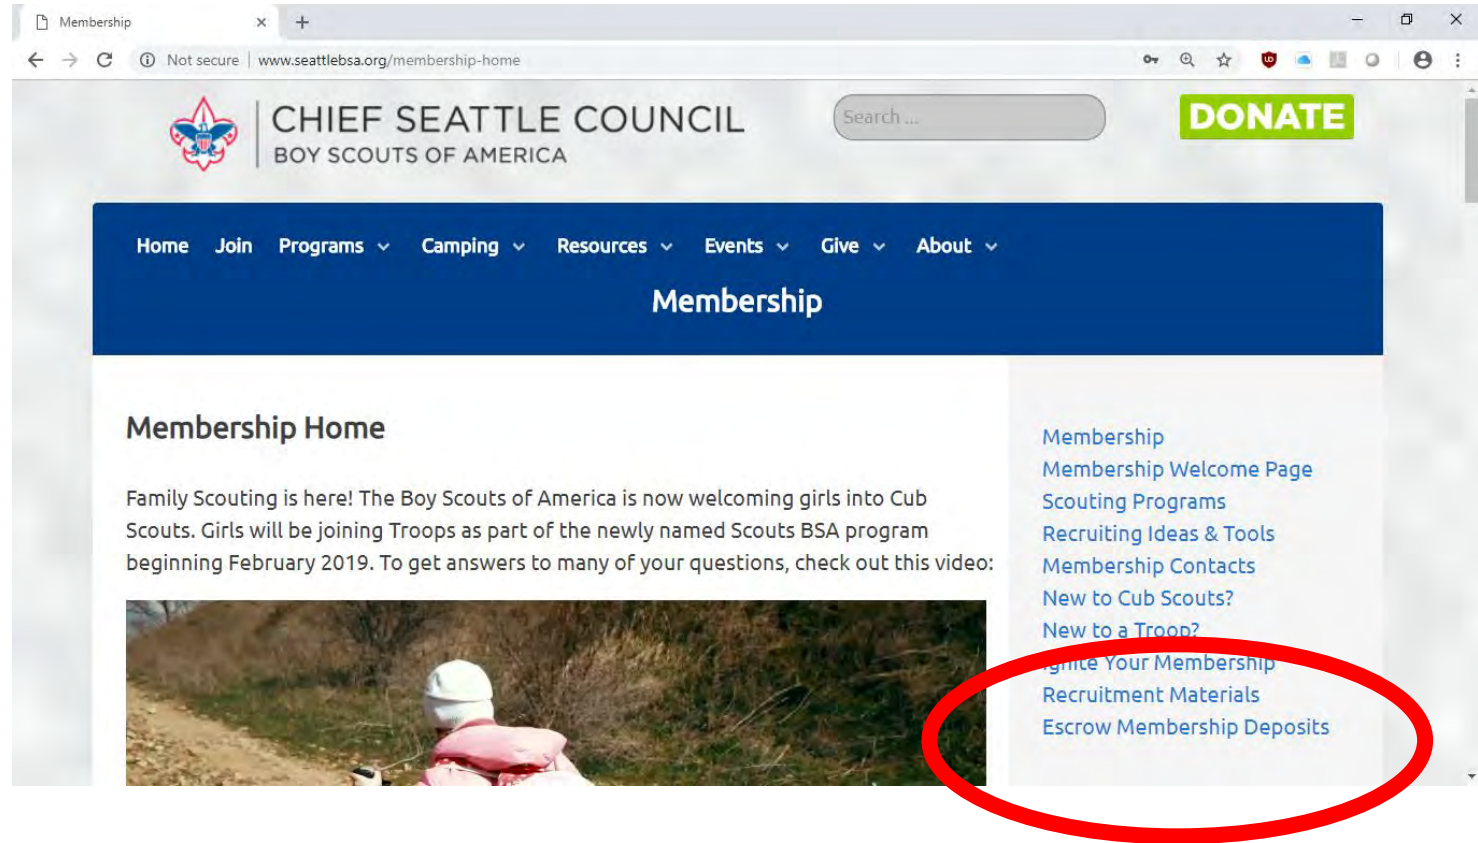 Membership
Not secure | www.seattlebsa.org/membership-home
CHIEF SEATTLE COUNCIL
BOY SCOUTS OF AMERICA
Search ...
DONATE
Home Join Programs Camping Resources Events Give About
Membership
Membership Home
Family Scouting is here! The Boy Scouts of America is now welcoming girls into Cub
Scouts. Girls will be joining Troops as part of the newly named Scouts BSA program
beginning February 2019. To get answers to many of your questions, check out this video:
Membership
Membership Welcome Page
Scouting Programs
Recruiting Ideas & Tools
Membership Contacts
New to Cub Scouts?
New to a Troop?
Ignite Your Membership
Recruitment Materials
Escrow Membership Deposits